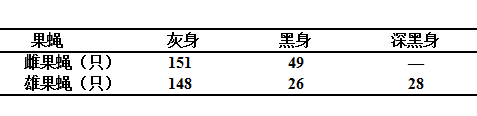 果蝇 灰身 黑身 深黑身
雌果蝇（只） 151 49 —
雄果蝇（只） 148 26 28